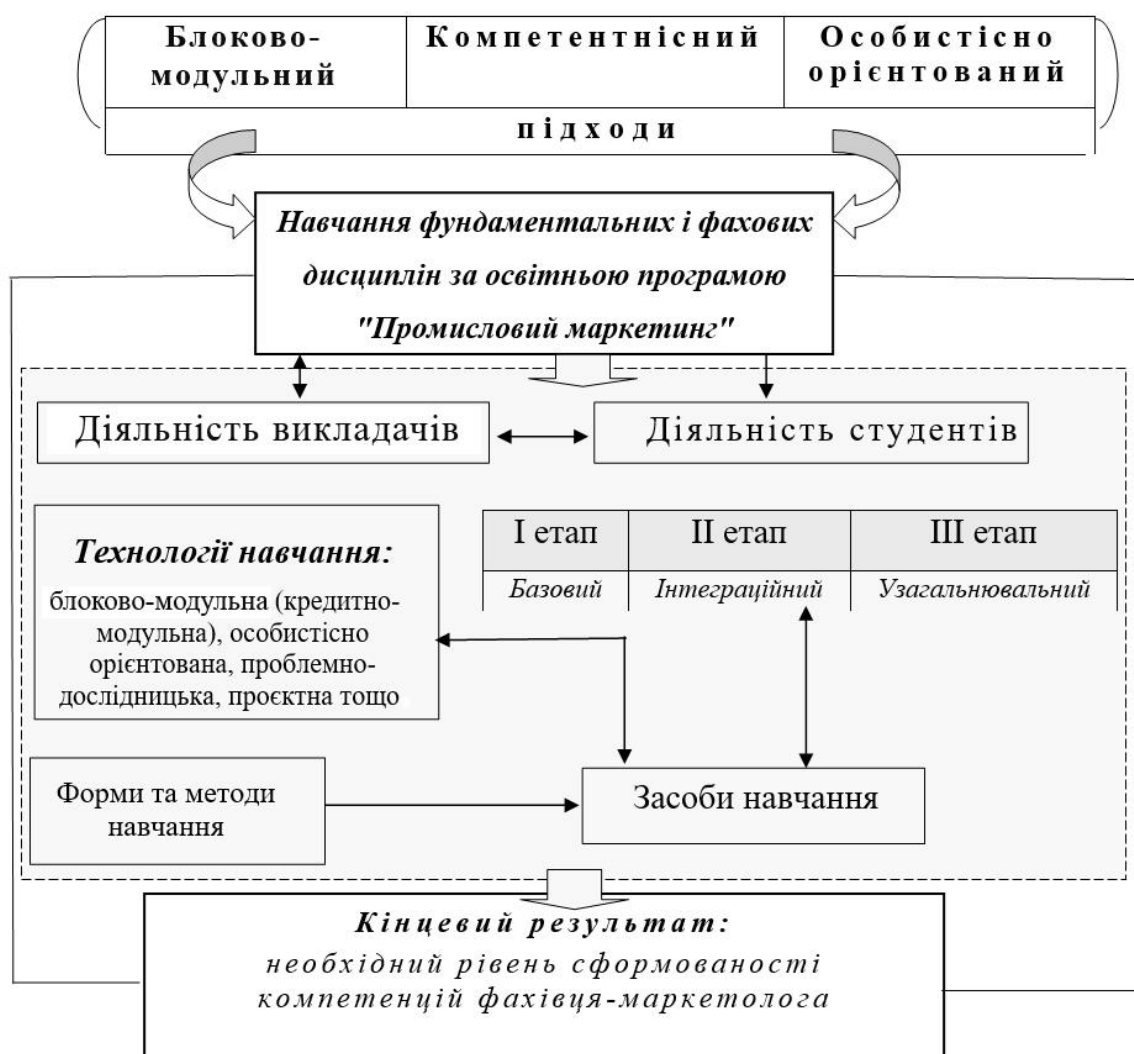 Блоково-
модульний
Компетентнісний
Особистісно
орієнтований
підходи
Навчання фундаментальних і фахових
дисциплін за освітньою програмою
"Промисловий маркетинг"
Діяльність викладачів
Діяльність студентів
Технології навчання:
блоково-модульна (кредитно-
модульна), особистісно
орієнтована, проблемно-
дослідницька, проєктна тощо
І етап
ІІ етап
ІІІ етап
Базовий
Інтеграційний
Узагальнювальний
Форми та методи
навчання
Засоби навчання
Кінцевий результат:
необхідний рівень сформованості
компетенцій фахівця-маркетолога